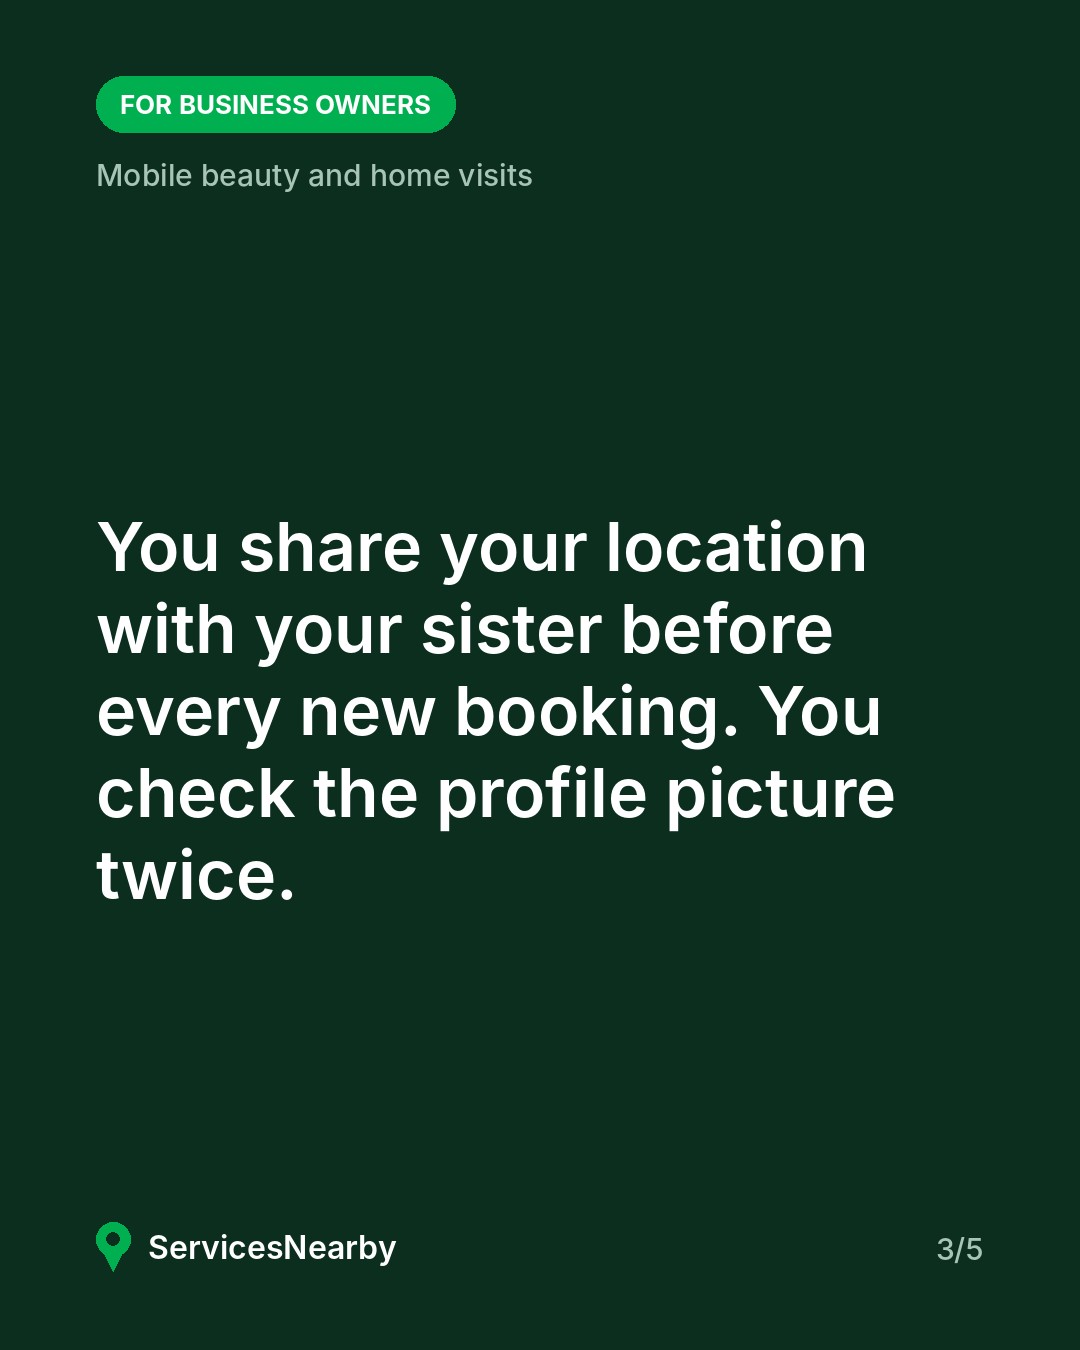 FOR BUSINESS OWNERS
Mobile beauty and home visits
You share your location
with your sister before
every new booking. You
check the profile picture
twice.
ServicesNearby
3/5